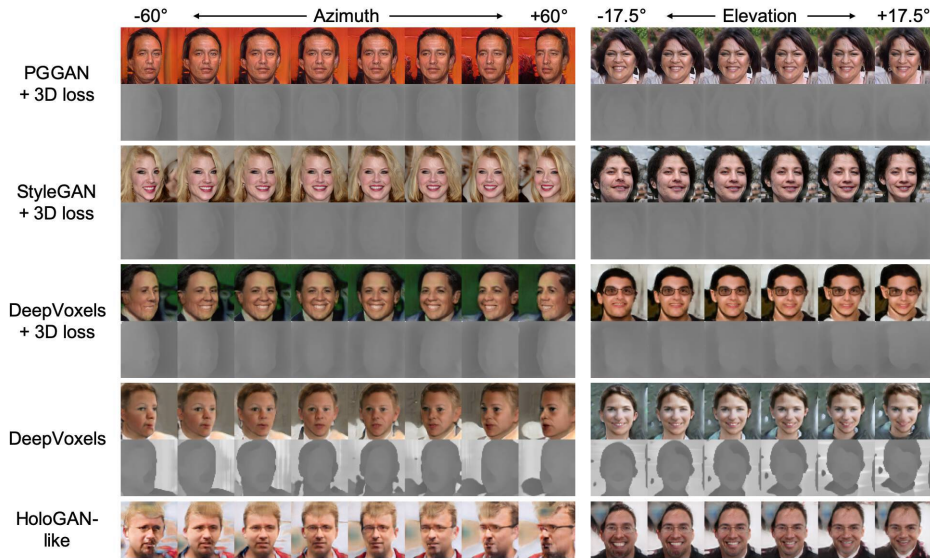 -60° Azimuth +60° -17.5° Elevation +17.5°
PGGAN
+ 3D loss
StyleGAN
+ 3D loss
DeepVoxels
+ 3D loss
DeepVoxels
HoloGAN-
like